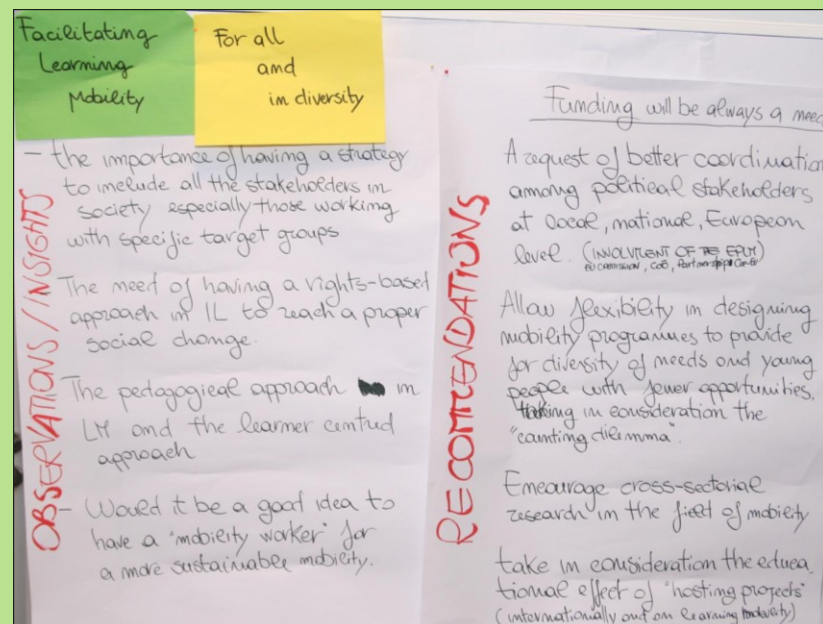 Facilitating
Learning
Mobility
For all
and
in diversity
OBSERVATIONS / INSIGHTS
- the importance of having a strategy
to include all the stakeholders in
society especially those working
with specific target groups
The need of having a rights-based
approach in IL to reach a proper
social change.
The pedagogical approach in
LM and the learner centred
approach
- Would it be a good idea to
have a "mobility worker" for
a more sustainable mobility.
RECOMMENDATIONS
Funding will be always a need
A request of better coordination
among political stakeholders
at local, national, European
level. (INVOLVMENT OF THE EPLM
EU COMMISSION, CoE, Partnership
Allow flexibility in designing
mobility programmes to provide
for diversity of needs and young
people with fewer opportunities.
taking in consideration the
"counting dilemma".
Encourage cross-sectorial
research in the field of mobility
take in consideration the educa
tional effect of "hosting projects"
(internationally and on learning mobility)